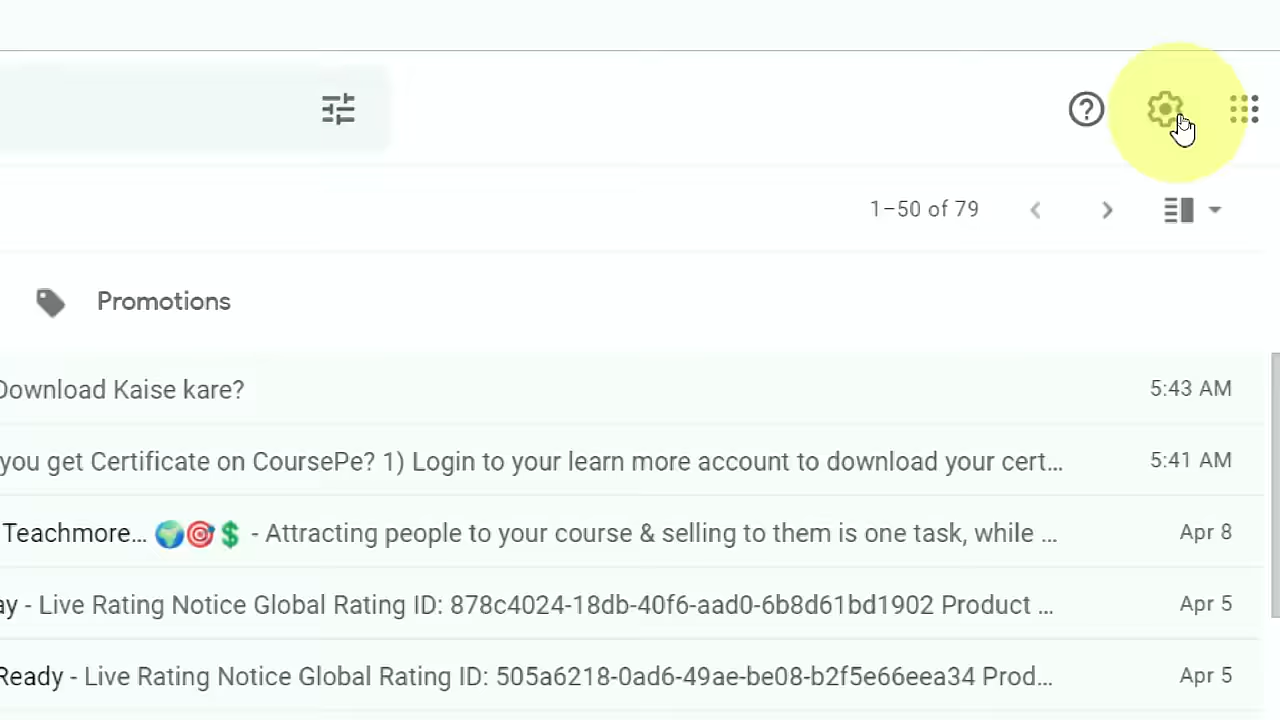 1–50 of 79
Promotions
Download Kaise kare? 5:43 AM
you get Certificate on CoursePe? 1) Login to your learn more account to download your cert... 5:41 AM
Teachmore... 🌍🎯💲 - Attracting people to your course & selling to them is one task, while ... Apr 8
ay - Live Rating Notice Global Rating ID: 878c4024-18db-40f6-aad0-6b8d61bd1902 Product ... Apr 5
Ready - Live Rating Notice Global Rating ID: 505a6218-0ad6-49ae-be08-b2f5e66eea34 Prod... Apr 5